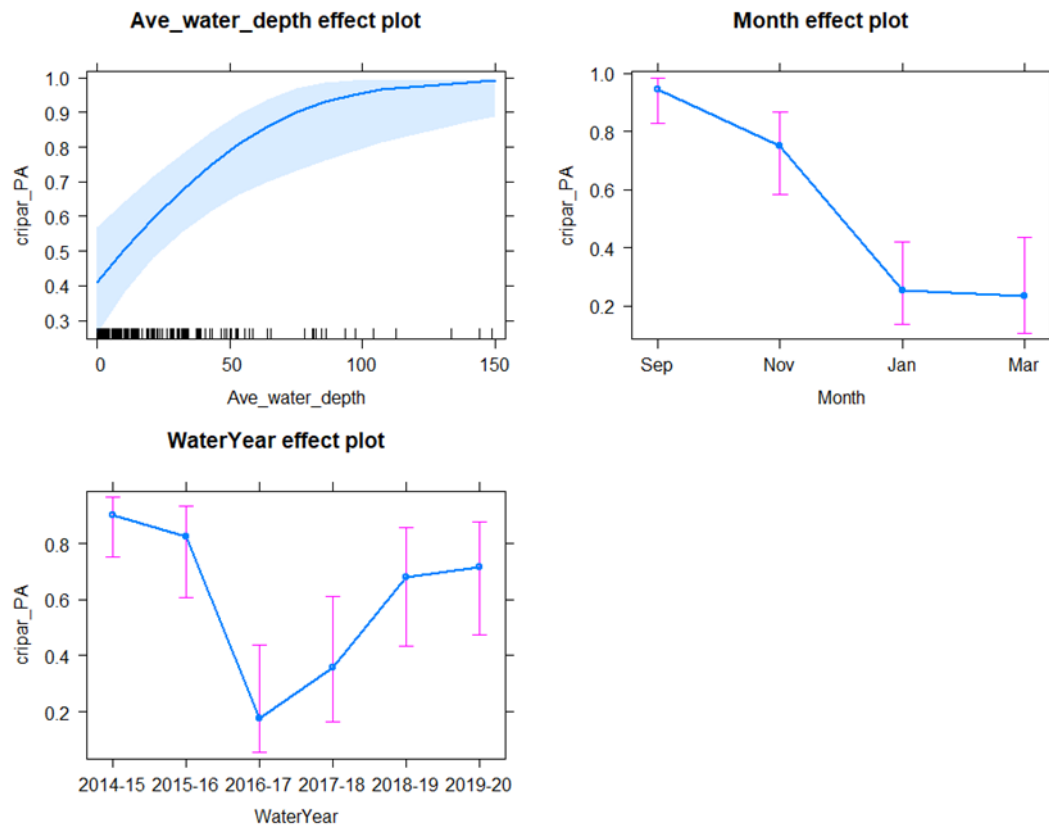 Ave_water_depth effect plot
1.0
0.9
0.8
0.7
0.6
0.5
0.4
0.3
cripar_PA
0 50 100 150
Ave_water_depth
Month effect plot
1.0
0.8
0.6
0.4
0.2
cripar_PA
Sep Nov Jan Mar
Month
WaterYear effect plot
0.8
0.6
0.4
0.2
cripar_PA
2014-15 2015-16 2016-17 2017-18 2018-19 2019-20
WaterYear